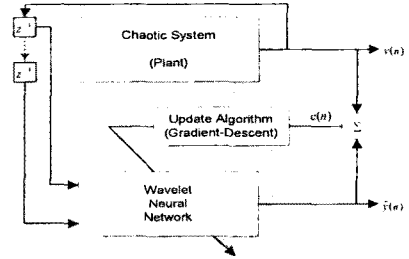 z⁻¹
Chaotic System
(Plant)
z⁻¹
Update Algorithm
(Gradient-Descent)
e(n)
Σ
Wavelet
Neural
Network
ŷ(n)